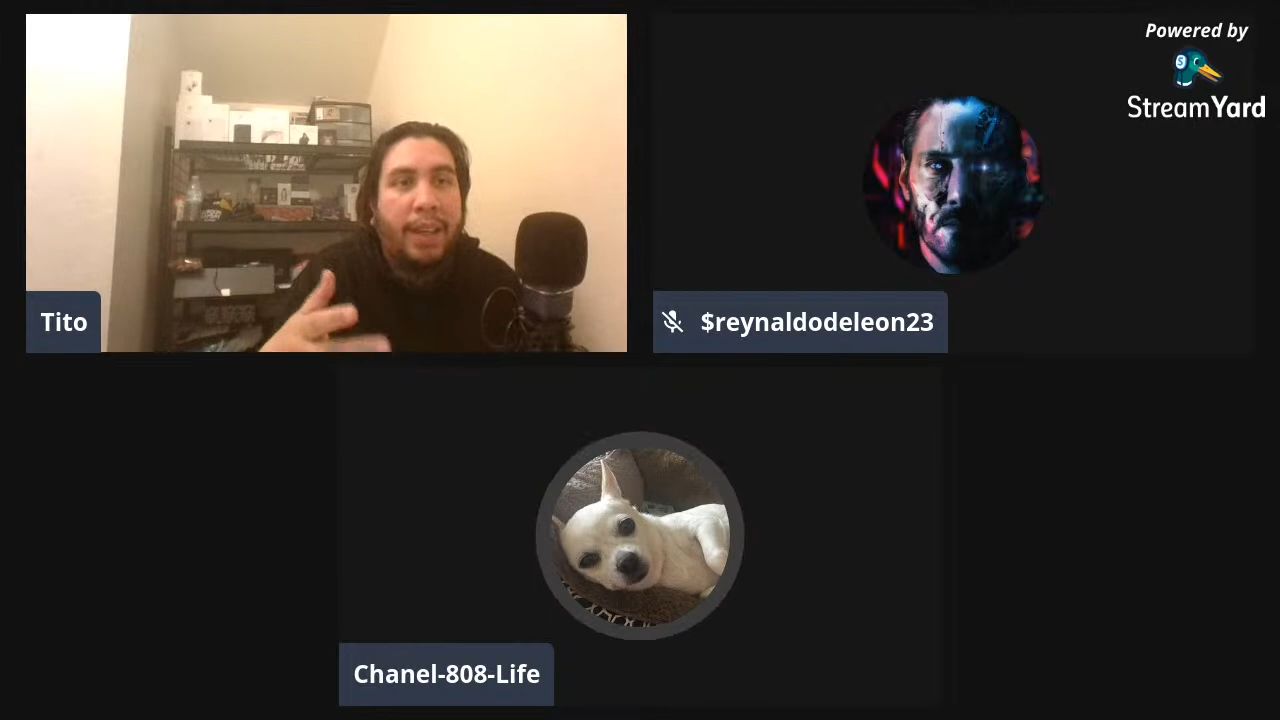 Powered by
StreamYard
Tito
$reynaldodeleon23
Chanel-808-Life